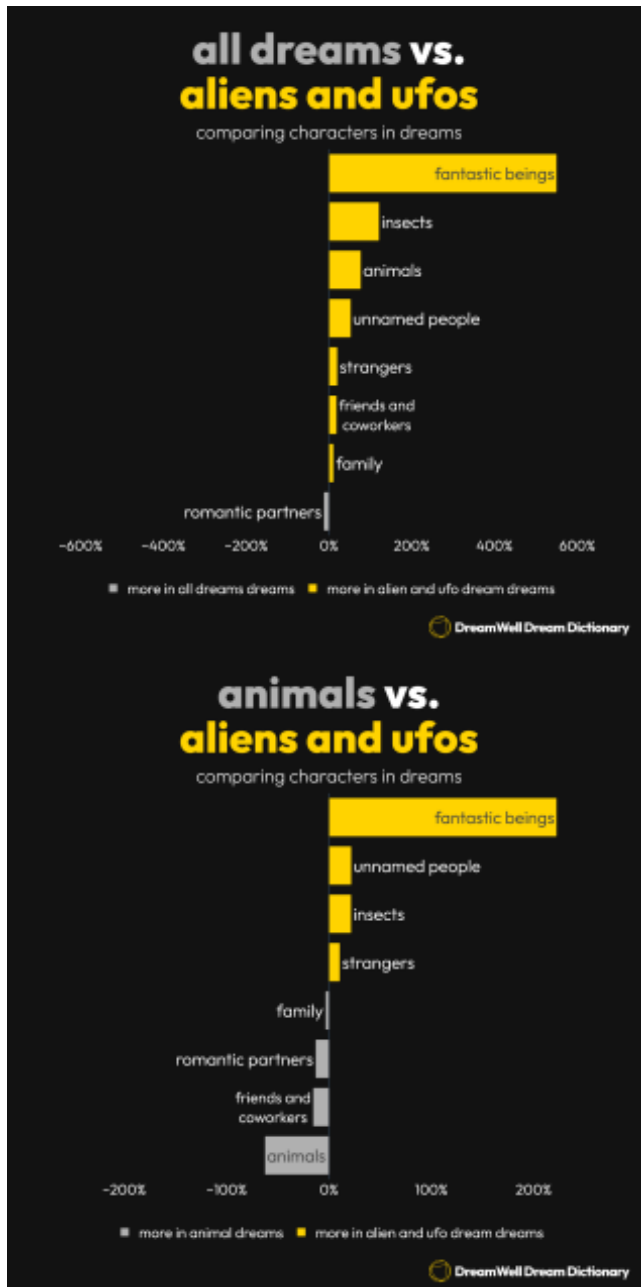 all dreams vs.
aliens and ufos
comparing characters in dreams
fantastic beings
insects
animals
unnamed people
strangers
friends and
coworkers
family
romantic partners
-600% -400% -200% 0% 200% 400% 600%
more in all dreams dreams more in alien and ufo dream dreams
DreamWell Dream Dictionary
animals vs.
aliens and ufos
comparing characters in dreams
fantastic beings
unnamed people
insects
strangers
family
romantic partners
friends and
coworkers
animals
-200% -100% 0% 100% 200%
more in animal dreams more in alien and ufo dream dreams
DreamWell Dream Dictionary